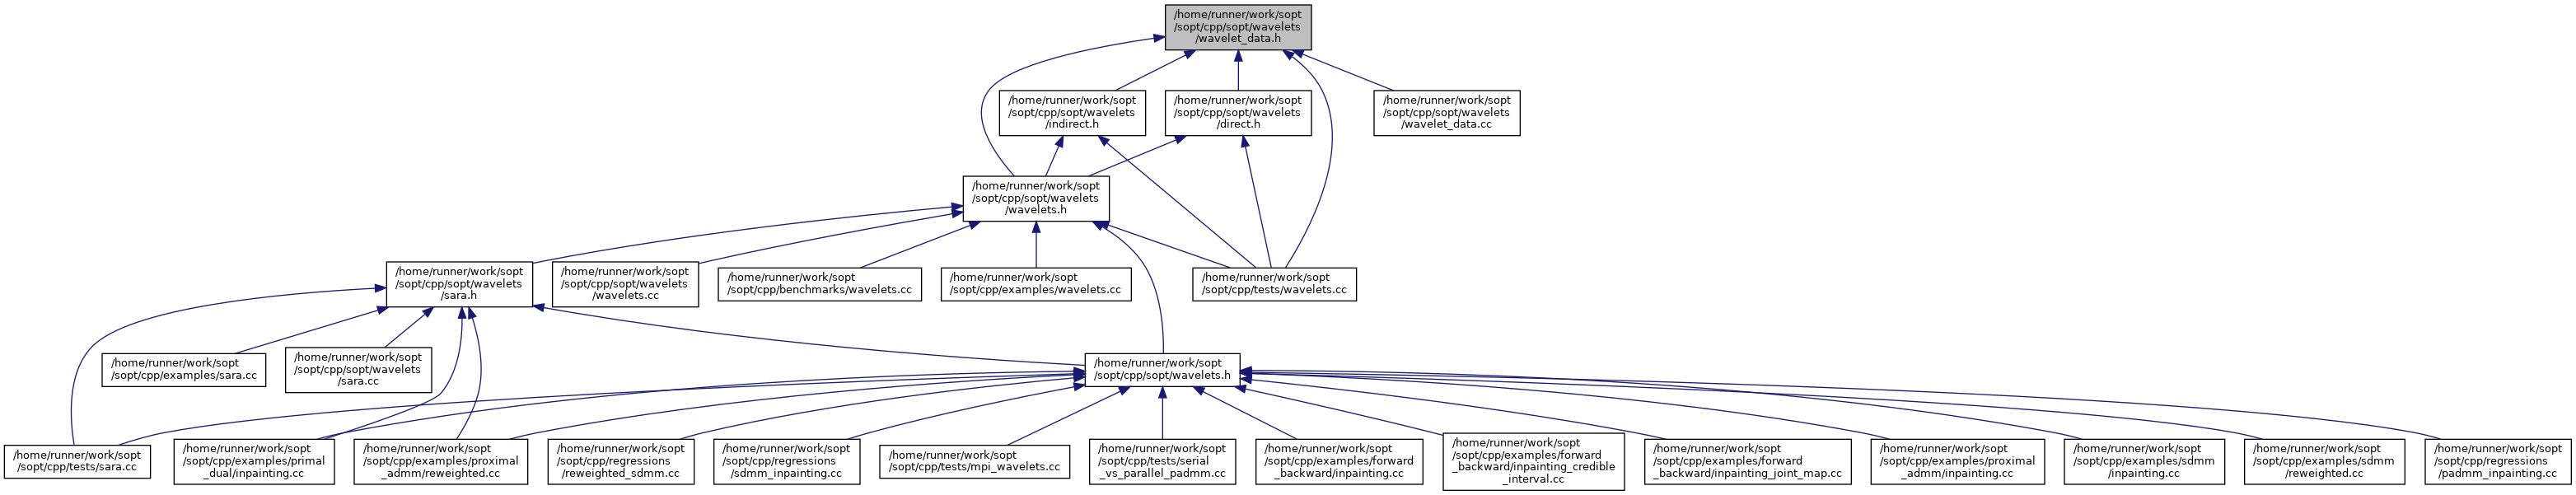 /home/runner/work/sopt
/sopt/cpp/sopt/wavelets
/wavelet_data.h
/home/runner/work/sopt
/sopt/cpp/sopt/wavelets
/indirect.h
/home/runner/work/sopt
/sopt/cpp/sopt/wavelets
/direct.h
/home/runner/work/sopt
/sopt/cpp/sopt/wavelets
/wavelet_data.cc
/home/runner/work/sopt
/sopt/cpp/sopt/wavelets
/wavelets.h
/home/runner/work/sopt
/sopt/cpp/sopt/wavelets
/sara.h
/home/runner/work/sopt
/sopt/cpp/sopt/wavelets
/wavelets.cc
/home/runner/work/sopt
/sopt/cpp/benchmarks/wavelets.cc
/home/runner/work/sopt
/sopt/cpp/examples/wavelets.cc
/home/runner/work/sopt
/sopt/cpp/tests/wavelets.cc
/home/runner/work/sopt
/sopt/cpp/examples/sara.cc
/home/runner/work/sopt
/sopt/cpp/sopt/wavelets
/sara.cc
/home/runner/work/sopt
/sopt/cpp/sopt/wavelets.h
/home/runner/work/sopt
/sopt/cpp/tests/sara.cc
/home/runner/work/sopt
/sopt/cpp/examples/primal
_dual/inpainting.cc
/home/runner/work/sopt
/sopt/cpp/examples/proximal
_admm/reweighted.cc
/home/runner/work/sopt
/sopt/cpp/regressions
/reweighted_sdmm.cc
/home/runner/work/sopt
/sopt/cpp/regressions
/sdmm_inpainting.cc
/home/runner/work/sopt
/sopt/cpp/tests/mpi_wavelets.cc
/home/runner/work/sopt
/sopt/cpp/tests/serial
_vs_parallel_padmm.cc
/home/runner/work/sopt
/sopt/cpp/examples/forward
_backward/inpainting.cc
/home/runner/work/sopt
/sopt/cpp/examples/forward
_backward/inpainting_credible
_interval.cc
/home/runner/work/sopt
/sopt/cpp/examples/forward
_backward/inpainting_joint_map.cc
/home/runner/work/sopt
/sopt/cpp/examples/proximal
_admm/inpainting.cc
/home/runner/work/sopt
/sopt/cpp/examples/sdmm
/inpainting.cc
/home/runner/work/sopt
/sopt/cpp/examples/sdmm
/reweighted.cc
/home/runner/work/sopt
/sopt/cpp/regressions
/padmm_inpainting.cc